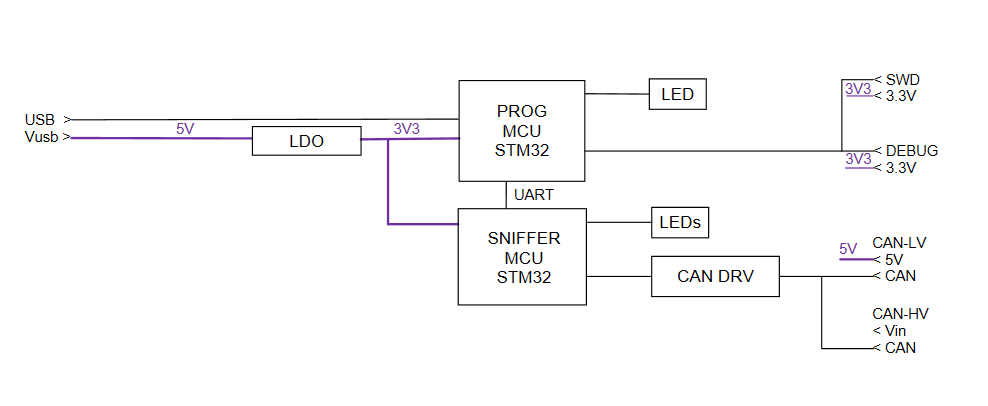 USB >
Vusb >
5V
LDO
3V3
PROG
MCU
STM32
LED
< SWD
3V3
< 3.3V
< DEBUG
3V3
< 3.3V
UART
SNIFFER
MCU
STM32
LEDs
CAN DRV
CAN-LV
5V
< 5V
< CAN
CAN-HV
< Vin
< CAN